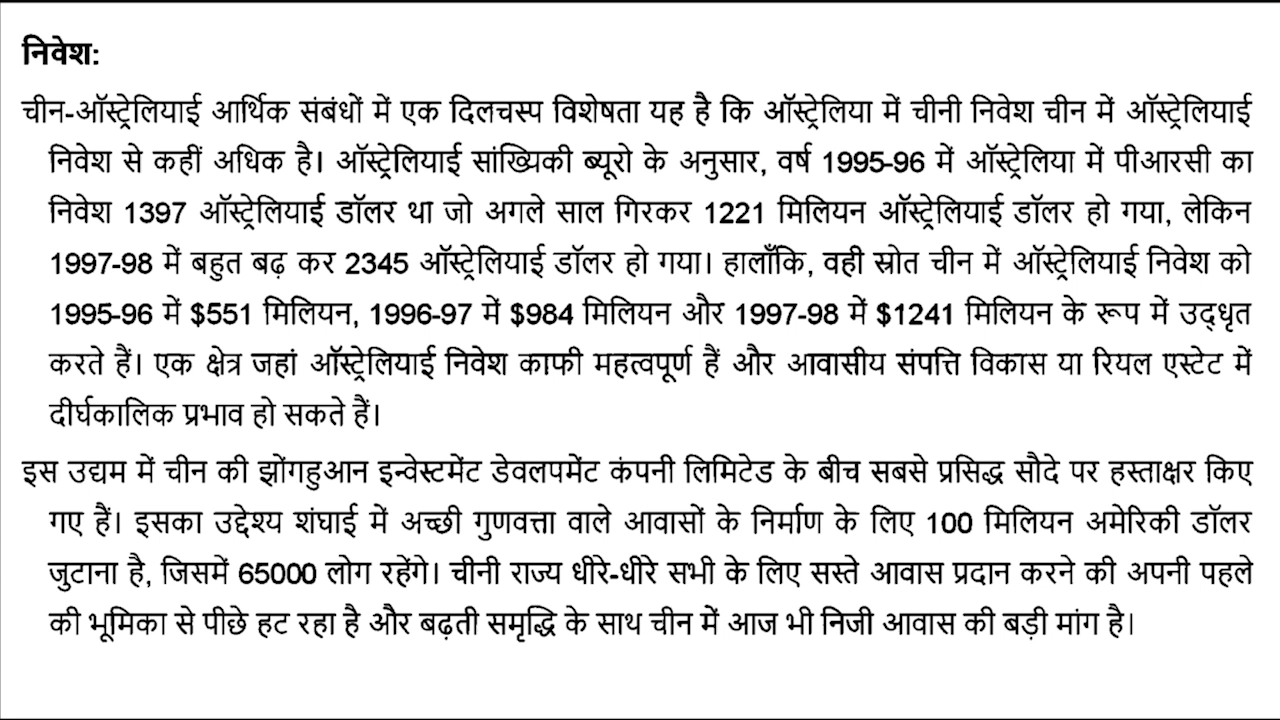 निवेश:
चीन-ऑस्ट्रेलियाई आर्थिक संबंधों में एक दिलचस्प विशेषता यह है कि ऑस्ट्रेलिया में चीनी निवेश चीन में ऑस्ट्रेलियाई
निवेश से कहीं अधिक है। ऑस्ट्रेलियाई सांख्यिकी ब्यूरो के अनुसार, वर्ष 1995-96 में ऑस्ट्रेलिया में पीआरसी का
निवेश 1397 ऑस्ट्रेलियाई डॉलर था जो अगले साल गिरकर 1221 मिलियन ऑस्ट्रेलियाई डॉलर हो गया, लेकिन
1997-98 में बहुत बढ़ कर 2345 ऑस्ट्रेलियाई डॉलर हो गया। हालाँकि, वही स्रोत चीन में ऑस्ट्रेलियाई निवेश को
1995-96 में $551 मिलियन, 1996-97 में $984 मिलियन और 1997-98 में $1241 मिलियन के रूप में उद्धृत
करते हैं। एक क्षेत्र जहां ऑस्ट्रेलियाई निवेश काफी महत्वपूर्ण हैं और आवासीय संपत्ति विकास या रियल एस्टेट में
दीर्घकालिक प्रभाव हो सकते हैं।
इस उद्यम में चीन की झोंगहुआन इन्वेस्टमेंट डेवलपमेंट कंपनी लिमिटेड के बीच सबसे प्रसिद्ध सौदे पर हस्ताक्षर किए
गए हैं। इसका उद्देश्य शंघाई में अच्छी गुणवत्ता वाले आवासों के निर्माण के लिए 100 मिलियन अमेरिकी डॉलर
जुटाना है, जिसमें 65000 लोग रहेंगे। चीनी राज्य धीरे-धीरे सभी के लिए सस्ते आवास प्रदान करने की अपनी पहले
की भूमिका से पीछे हट रहा है और बढ़ती समृद्धि के साथ चीन में आज भी निजी आवास की बड़ी मांग है।